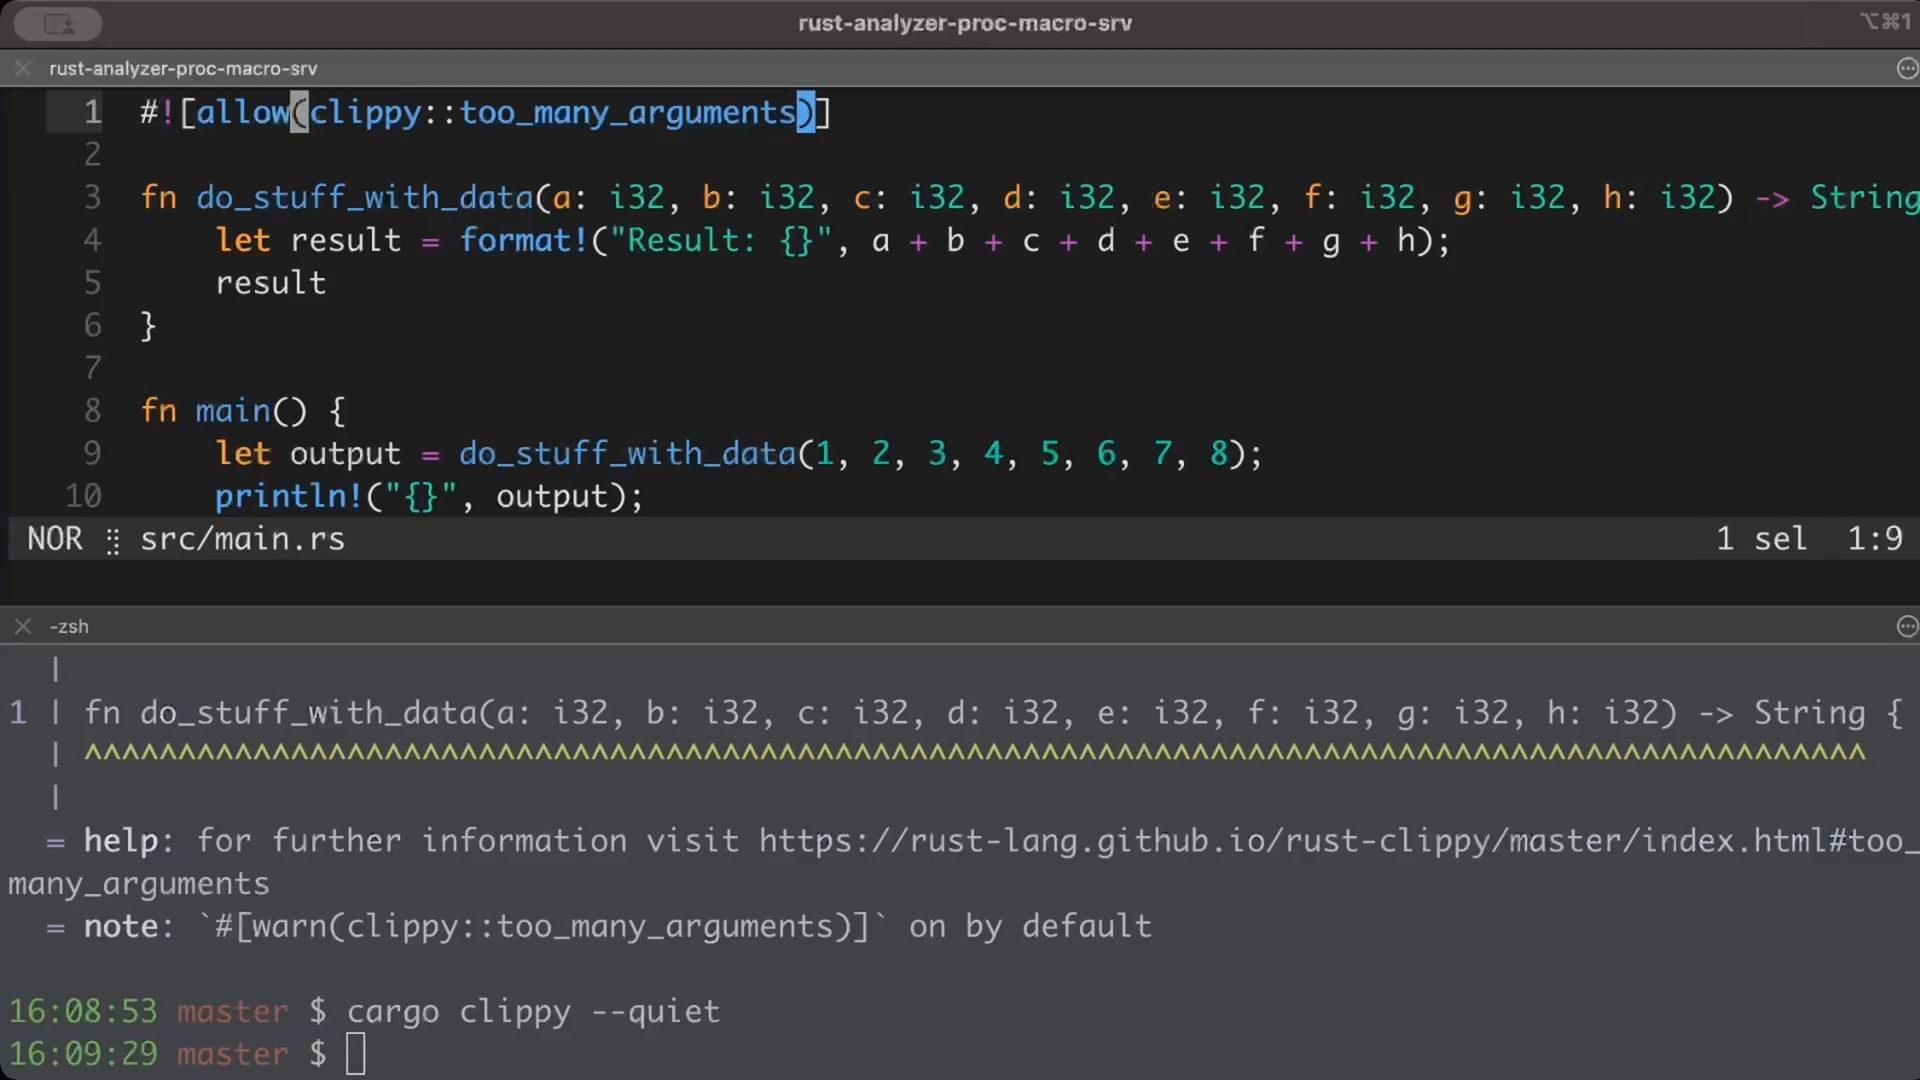 rust-analyzer-proc-macro-srv
⌥⌘1
rust-analyzer-proc-macro-srv
1 #![allow(clippy::too_many_arguments)]
2
3 fn do_stuff_with_data(a: i32, b: i32, c: i32, d: i32, e: i32, f: i32, g: i32, h: i32) -> String
4 let result = format!("Result: {}", a + b + c + d + e + f + g + h);
5 result
6 }
7
8 fn main() {
9 let output = do_stuff_with_data(1, 2, 3, 4, 5, 6, 7, 8);
10 println!("{}", output);
NOR ⣿ src/main.rs 1 sel 1:9
-zsh
|
1 | fn do_stuff_with_data(a: i32, b: i32, c: i32, d: i32, e: i32, f: i32, g: i32, h: i32) -> String {
| ^^^^^^^^^^^^^^^^^^^^^^^^^^^^^^^^^^^^^^^^^^^^^^^^^^^^^^^^^^^^^^^^^^^^^^^^^^^^^^^^^^^^^^^^^^^^^^^
|
= help: for further information visit https://rust-lang.github.io/rust-clippy/master/index.html#too_
many_arguments
= note: `#[warn(clippy::too_many_arguments)]` on by default
16:08:53 master $ cargo clippy --quiet
16:09:29 master $